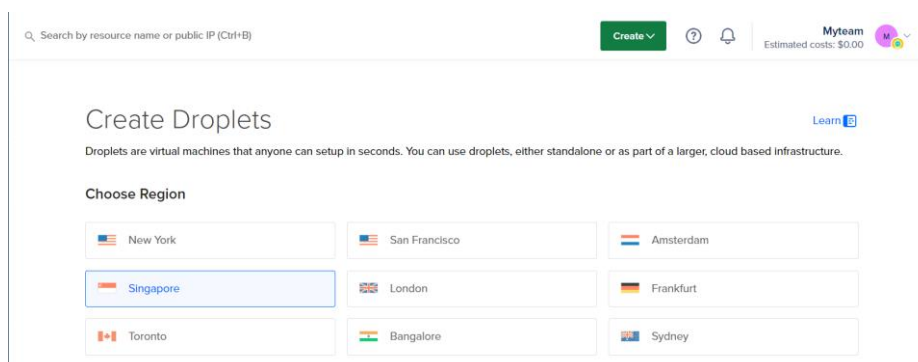 Search by resource name or public IP (Ctrl+B)
Create
Myteam
Estimated costs: $0.00
M
Create Droplets
Learn
Droplets are virtual machines that anyone can setup in seconds. You can use droplets, either standalone or as part of a larger, cloud based infrastructure.
Choose Region
New York
San Francisco
Amsterdam
Singapore
London
Frankfurt
Toronto
Bangalore
Sydney